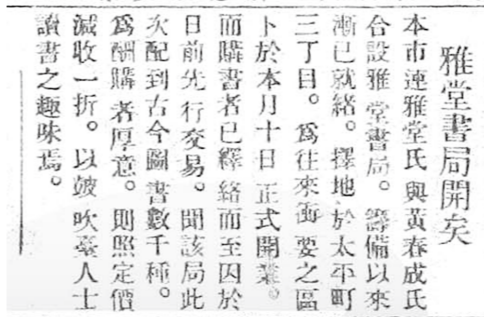 雅堂書局開矣
本市連雅堂氏與黃春成氏
合設雅堂書局。籌備以來
漸已就緒。擇地於太平町
三丁目。爲往來衝要之區
卜於本月十日正式開業。
而購書者已繹絡而至因於
日前先行交易。聞該局此
次配到古今圖書數千種。
爲酬購者厚意。則照定價
減收一折。以皷吹臺人士
讀書之趣味焉。